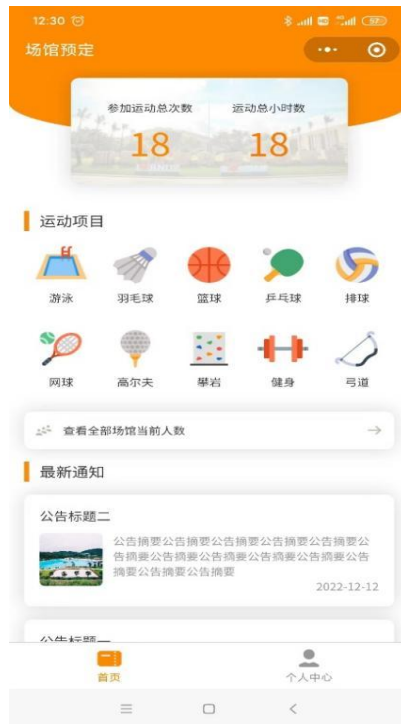 12:30
57
场馆预定
参加运动总次数 运动总小时数
18 18
运动项目
游泳 羽毛球 篮球 乒乓球 排球
网球 高尔夫 攀岩 健身 弓道
查看全部场馆当前人数
最新通知
公告标题二
公告摘要公告摘要公告摘要公告摘要公告摘要公
告摘要公告摘要公告摘要公告摘要公告摘要公告
摘要公告摘要公告摘要
2022-12-12
公告标题一
首页 个人中心